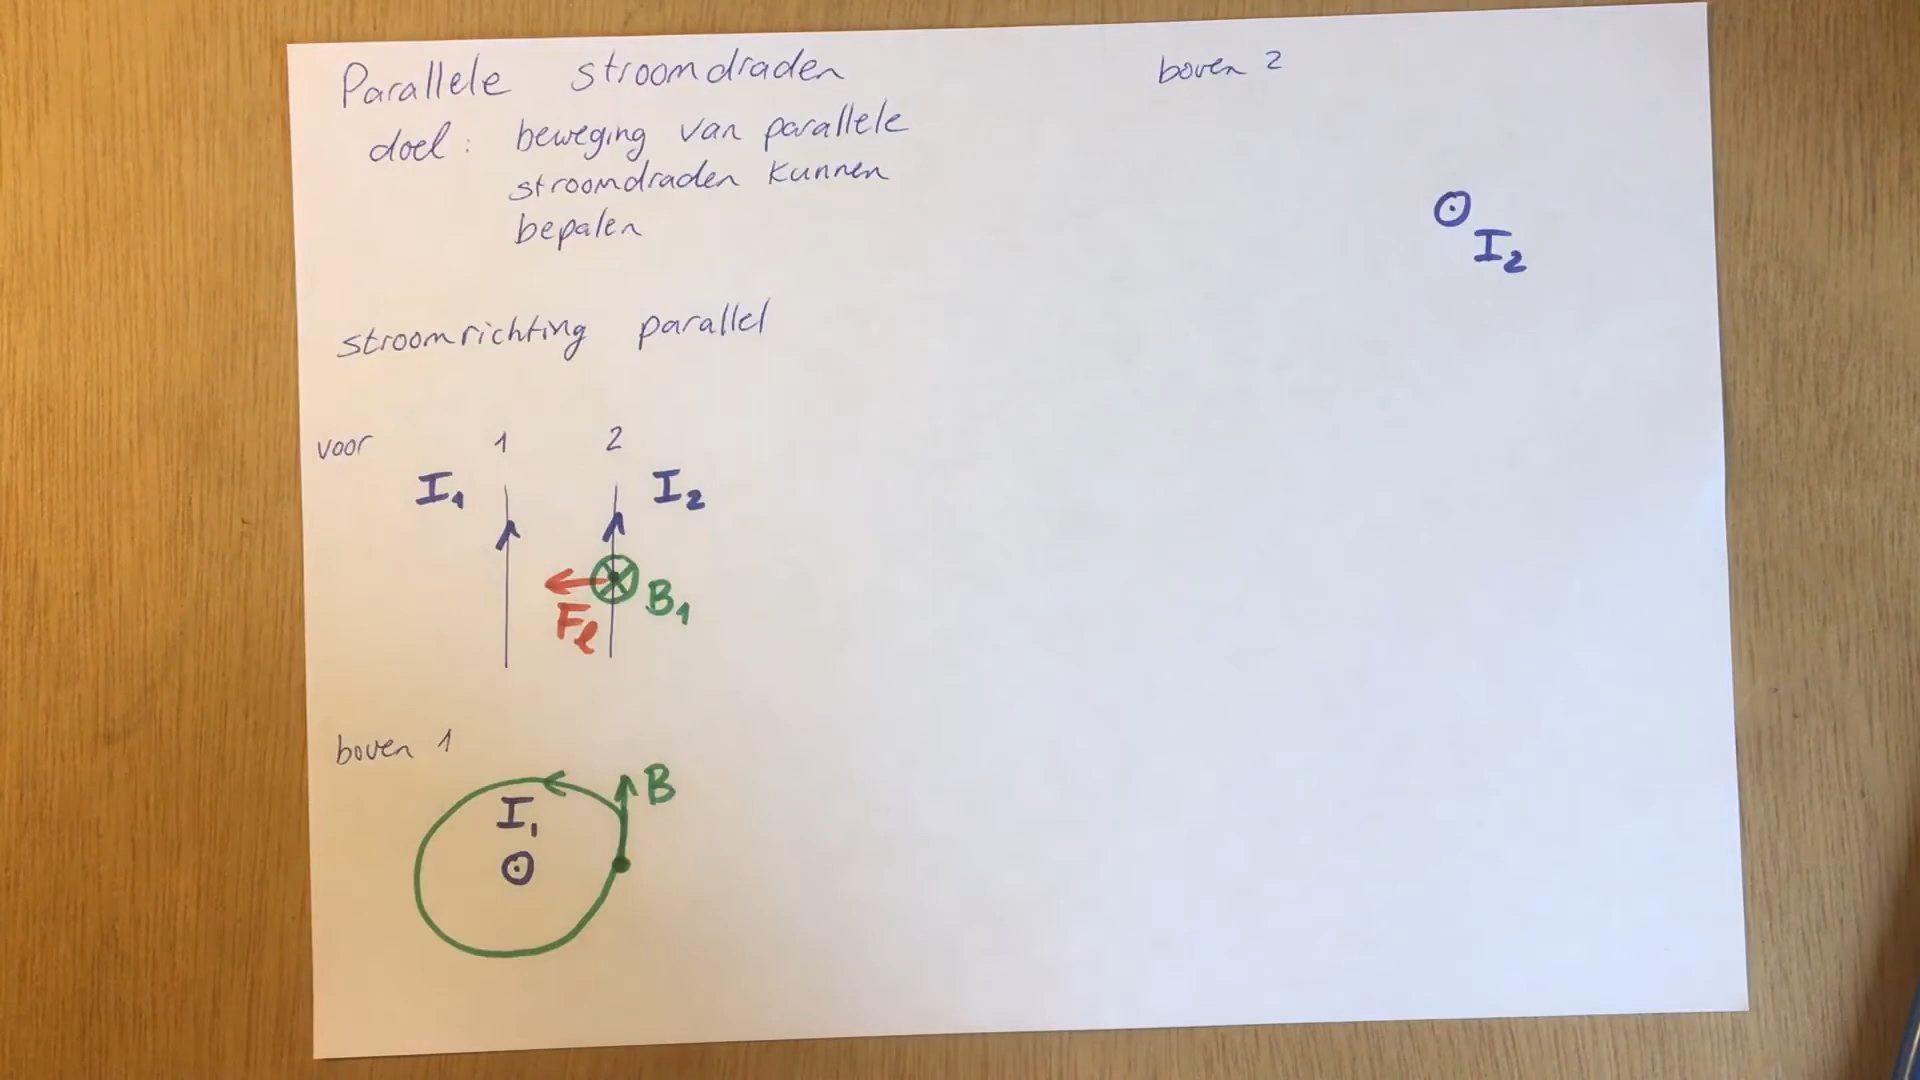 Parallele stroomdraden
doel: beweging van parallele
stroomdraden kunnen
bepalen
stroomrichting parallel
voor 1 2
I₁ I₂
B₁
Fℓ
boven 1
B
I₁
boven 2
I₂